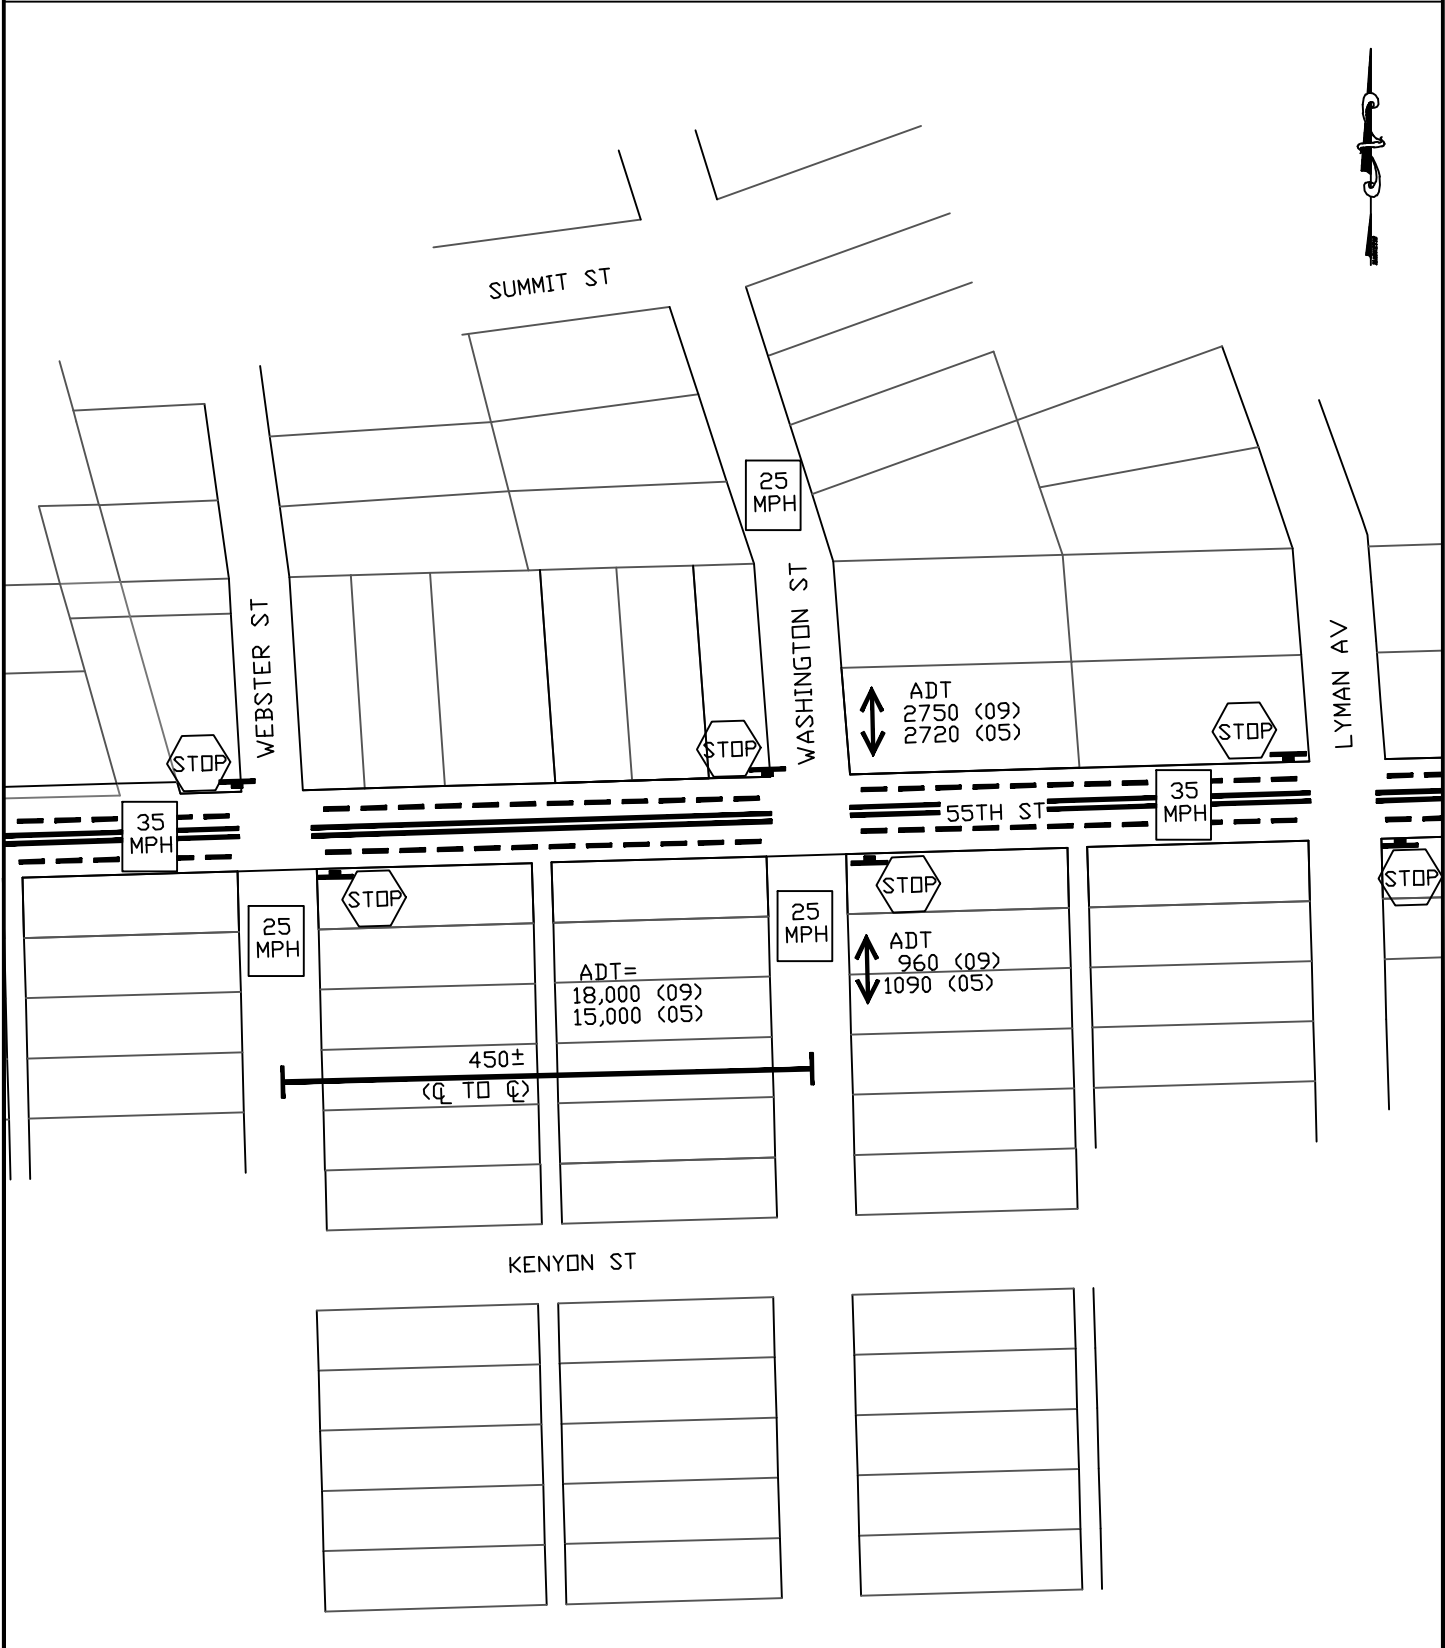 SUMMIT ST
25
MPH
WEBSTER ST
WASHINGTON ST
LYMAN AV
ADT
2750 (09)
2720 (05)
STOP
STOP
STOP
35
MPH
55TH ST
35
MPH
STOP
STOP
STOP
25
MPH
25
MPH
ADT
960 (09)
1090 (05)
ADT=
18,000 (09)
15,000 (05)
450±
(℄ TO ℄)
KENYON ST